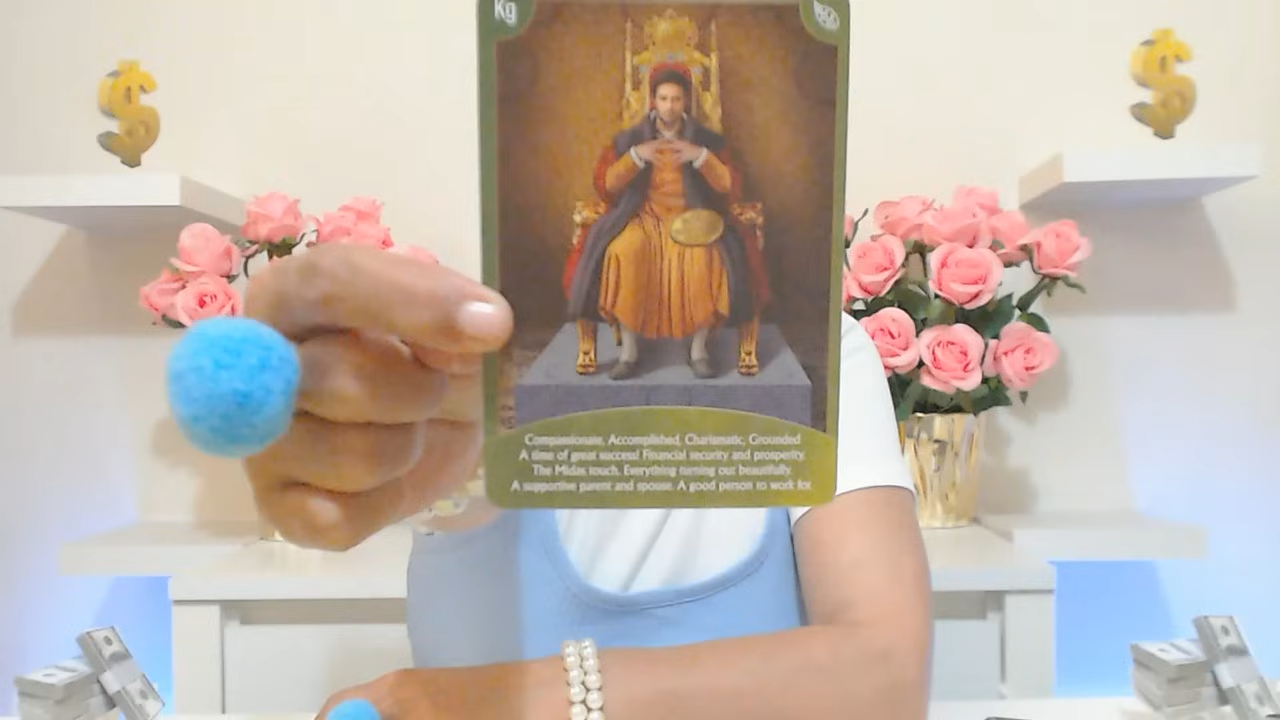 Kg
Compassionate, Accomplished, Charismatic, Grounded
A time of great success! Financial security and prosperity.
The Midas touch. Everything turning out beautifully.
A supportive parent and spouse. A good person to work for